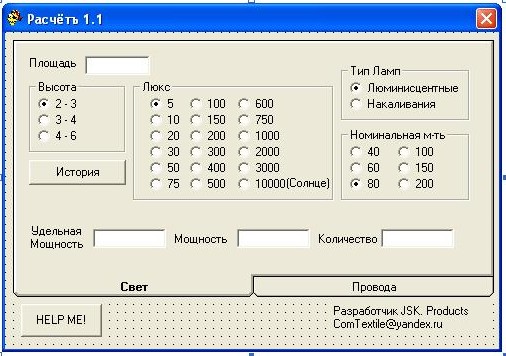 Расчётъ 1.1
Площадь
Высота
2 - 3
3 - 4
4 - 6
История
Люкс
5 100 600
10 150 750
20 200 1000
30 300 2000
50 400 3000
75 500 10000(Солнце)
Тип Ламп
Люминисцентные
Накаливания
Номинальная м-ть
40 100
60 150
80 200
Удельная
Мощность
Мощность
Количество
Свет
Провода
HELP ME!
Разработчик JSK. Products
ComTextile@yandex.ru